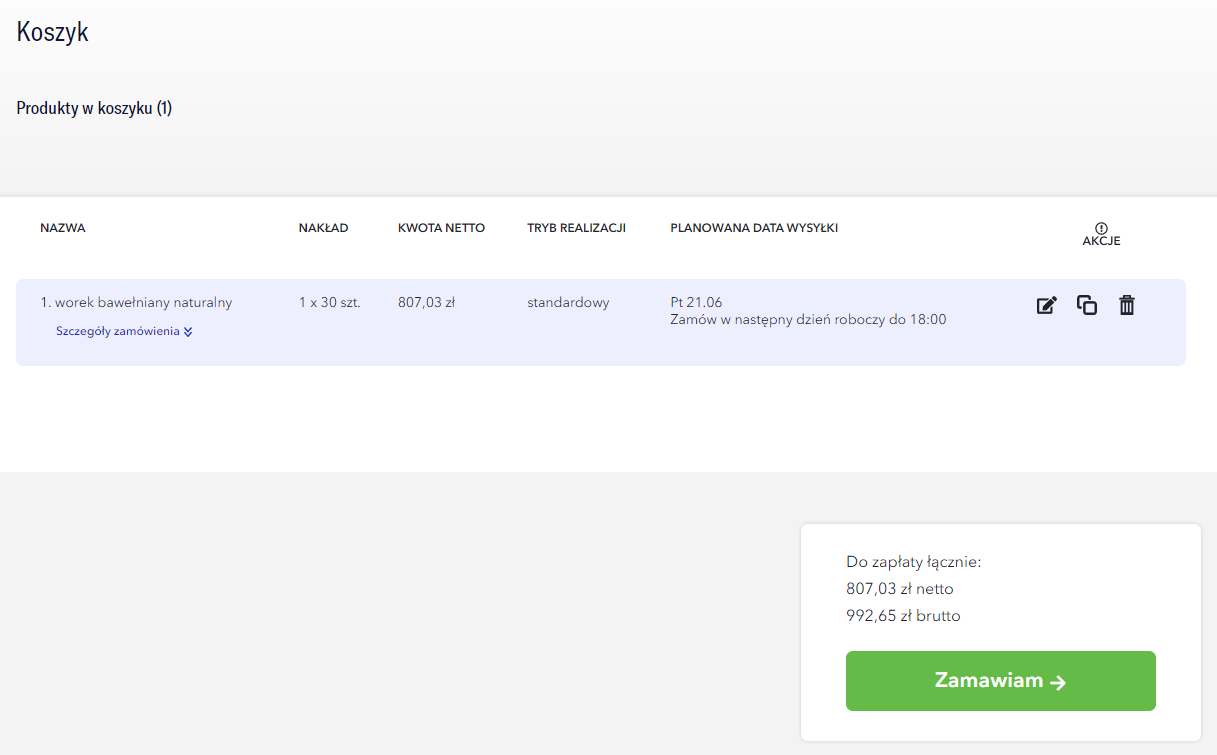 Koszyk
Produkty w koszyku (1)
NAZWA
NAKŁAD
KWOTA NETTO
TRYB REALIZACJI
PLANOWANA DATA WYSYŁKI
AKCJE
1. worek bawełniany naturalny
1 x 30 szt.
807,03 zł
standardowy
Pt 21.06
Zamów w następny dzień roboczy do 18:00
Szczegóły zamówienia
Do zapłaty łącznie:
807,03 zł netto
992,65 zł brutto
Zamawiam